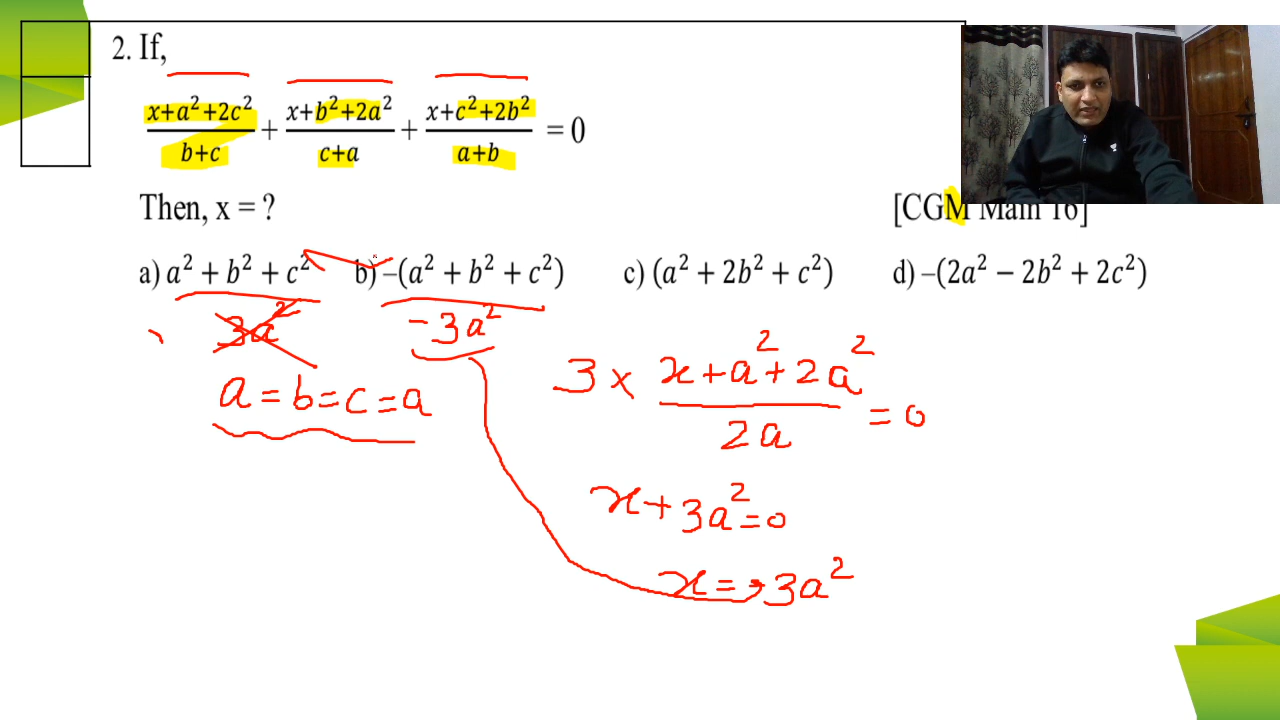 2. If,
x+a²+2c²/b+c + x+b²+2a²/c+a + x+c²+2b²/a+b = 0
Then, x = ? [CGM Main 16]
a) a² + b² + c² b) –(a² + b² + c²) c) (a² + 2b² + c²) d) –(2a² − 2b² + 2c²)
3a² -3a²
3 × x+a²+2a²/2a = 0
a = b = c = a
x + 3a² = 0
x = -3a²